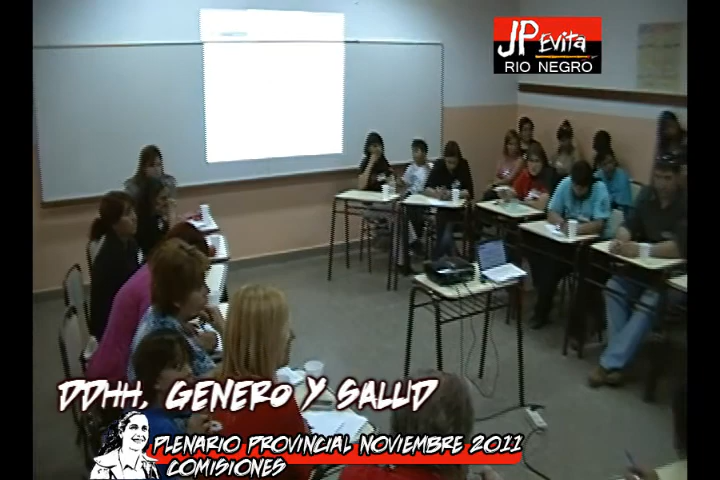 JP EVITA
RIO NEGRO
DDHH, GENERO Y SALUD
PLENARIO PROVINCIAL NOVIEMBRE 2011
COMISIONES